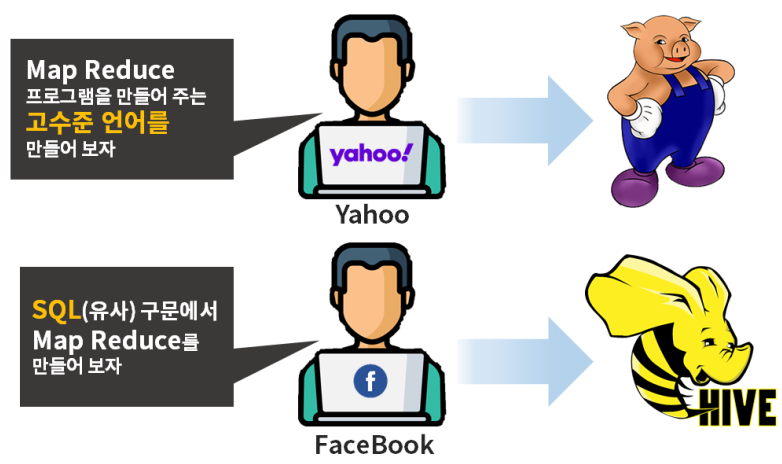 Map Reduce
프로그램을 만들어 주는
고수준 언어를
만들어 보자
yahoo!
Yahoo
SQL(유사) 구문에서
Map Reduce를
만들어 보자
f
FaceBook
HIVE